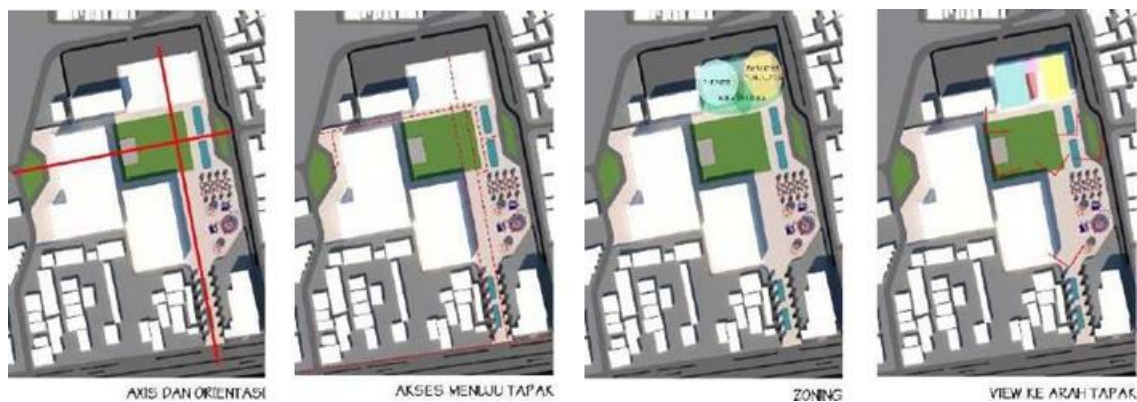 AXIS DAN ORIENTASI
AKSES MENUJU TAPAK
ZONING
VIEW KE ARAH TAPAK